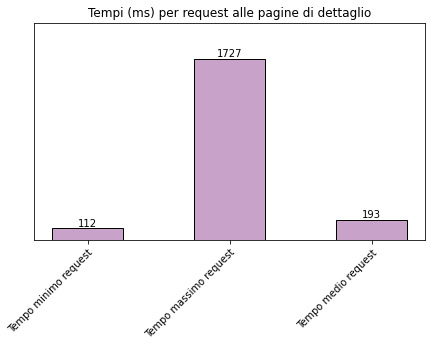 Tempi (ms) per request alle pagine di dettaglio
1727
193
112
Tempo minimo request
Tempo massimo request
Tempo medio request